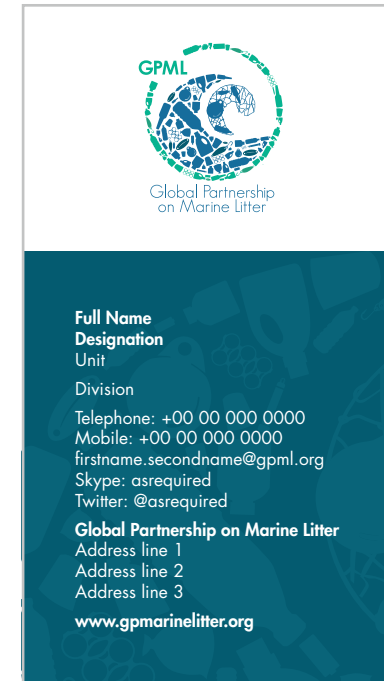 GPML
Global Partnership
on Marine Litter
Full Name
Designation
Unit
Division
Telephone: +00 00 000 0000
Mobile: +00 00 000 0000
firstname.secondname@gpml.org
Skype: asrequired
Twitter: @asrequired
Global Partnership on Marine Litter
Address line 1
Address line 2
Address line 3
www.gpmarinelitter.org